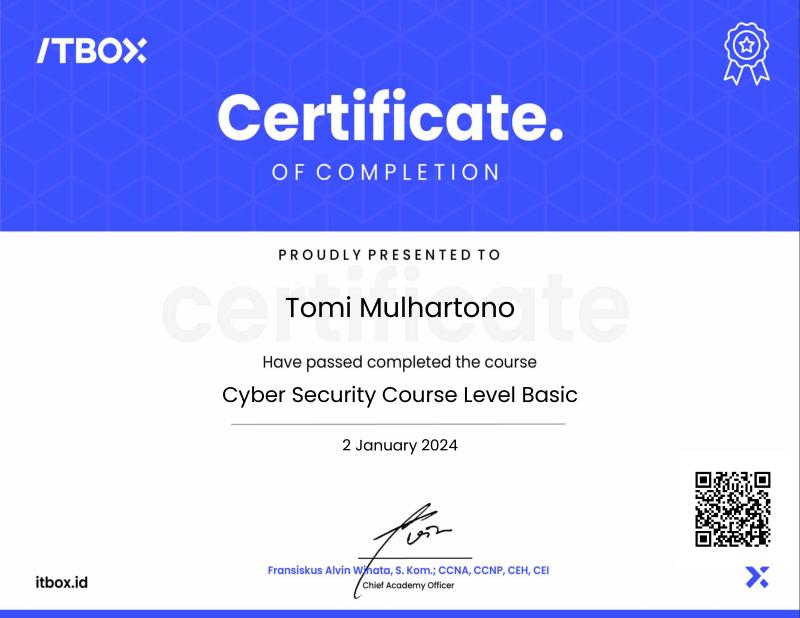 ITBOX
Certificate.
OF COMPLETION
PROUDLY PRESENTED TO
certificate
Tomi Mulhartono
Have passed completed the course
Cyber Security Course Level Basic
2 January 2024
Fransiskus Alvin Winata, S. Kom.; CCNA, CCNP, CEH, CEI
Chief Academy Officer
itbox.id